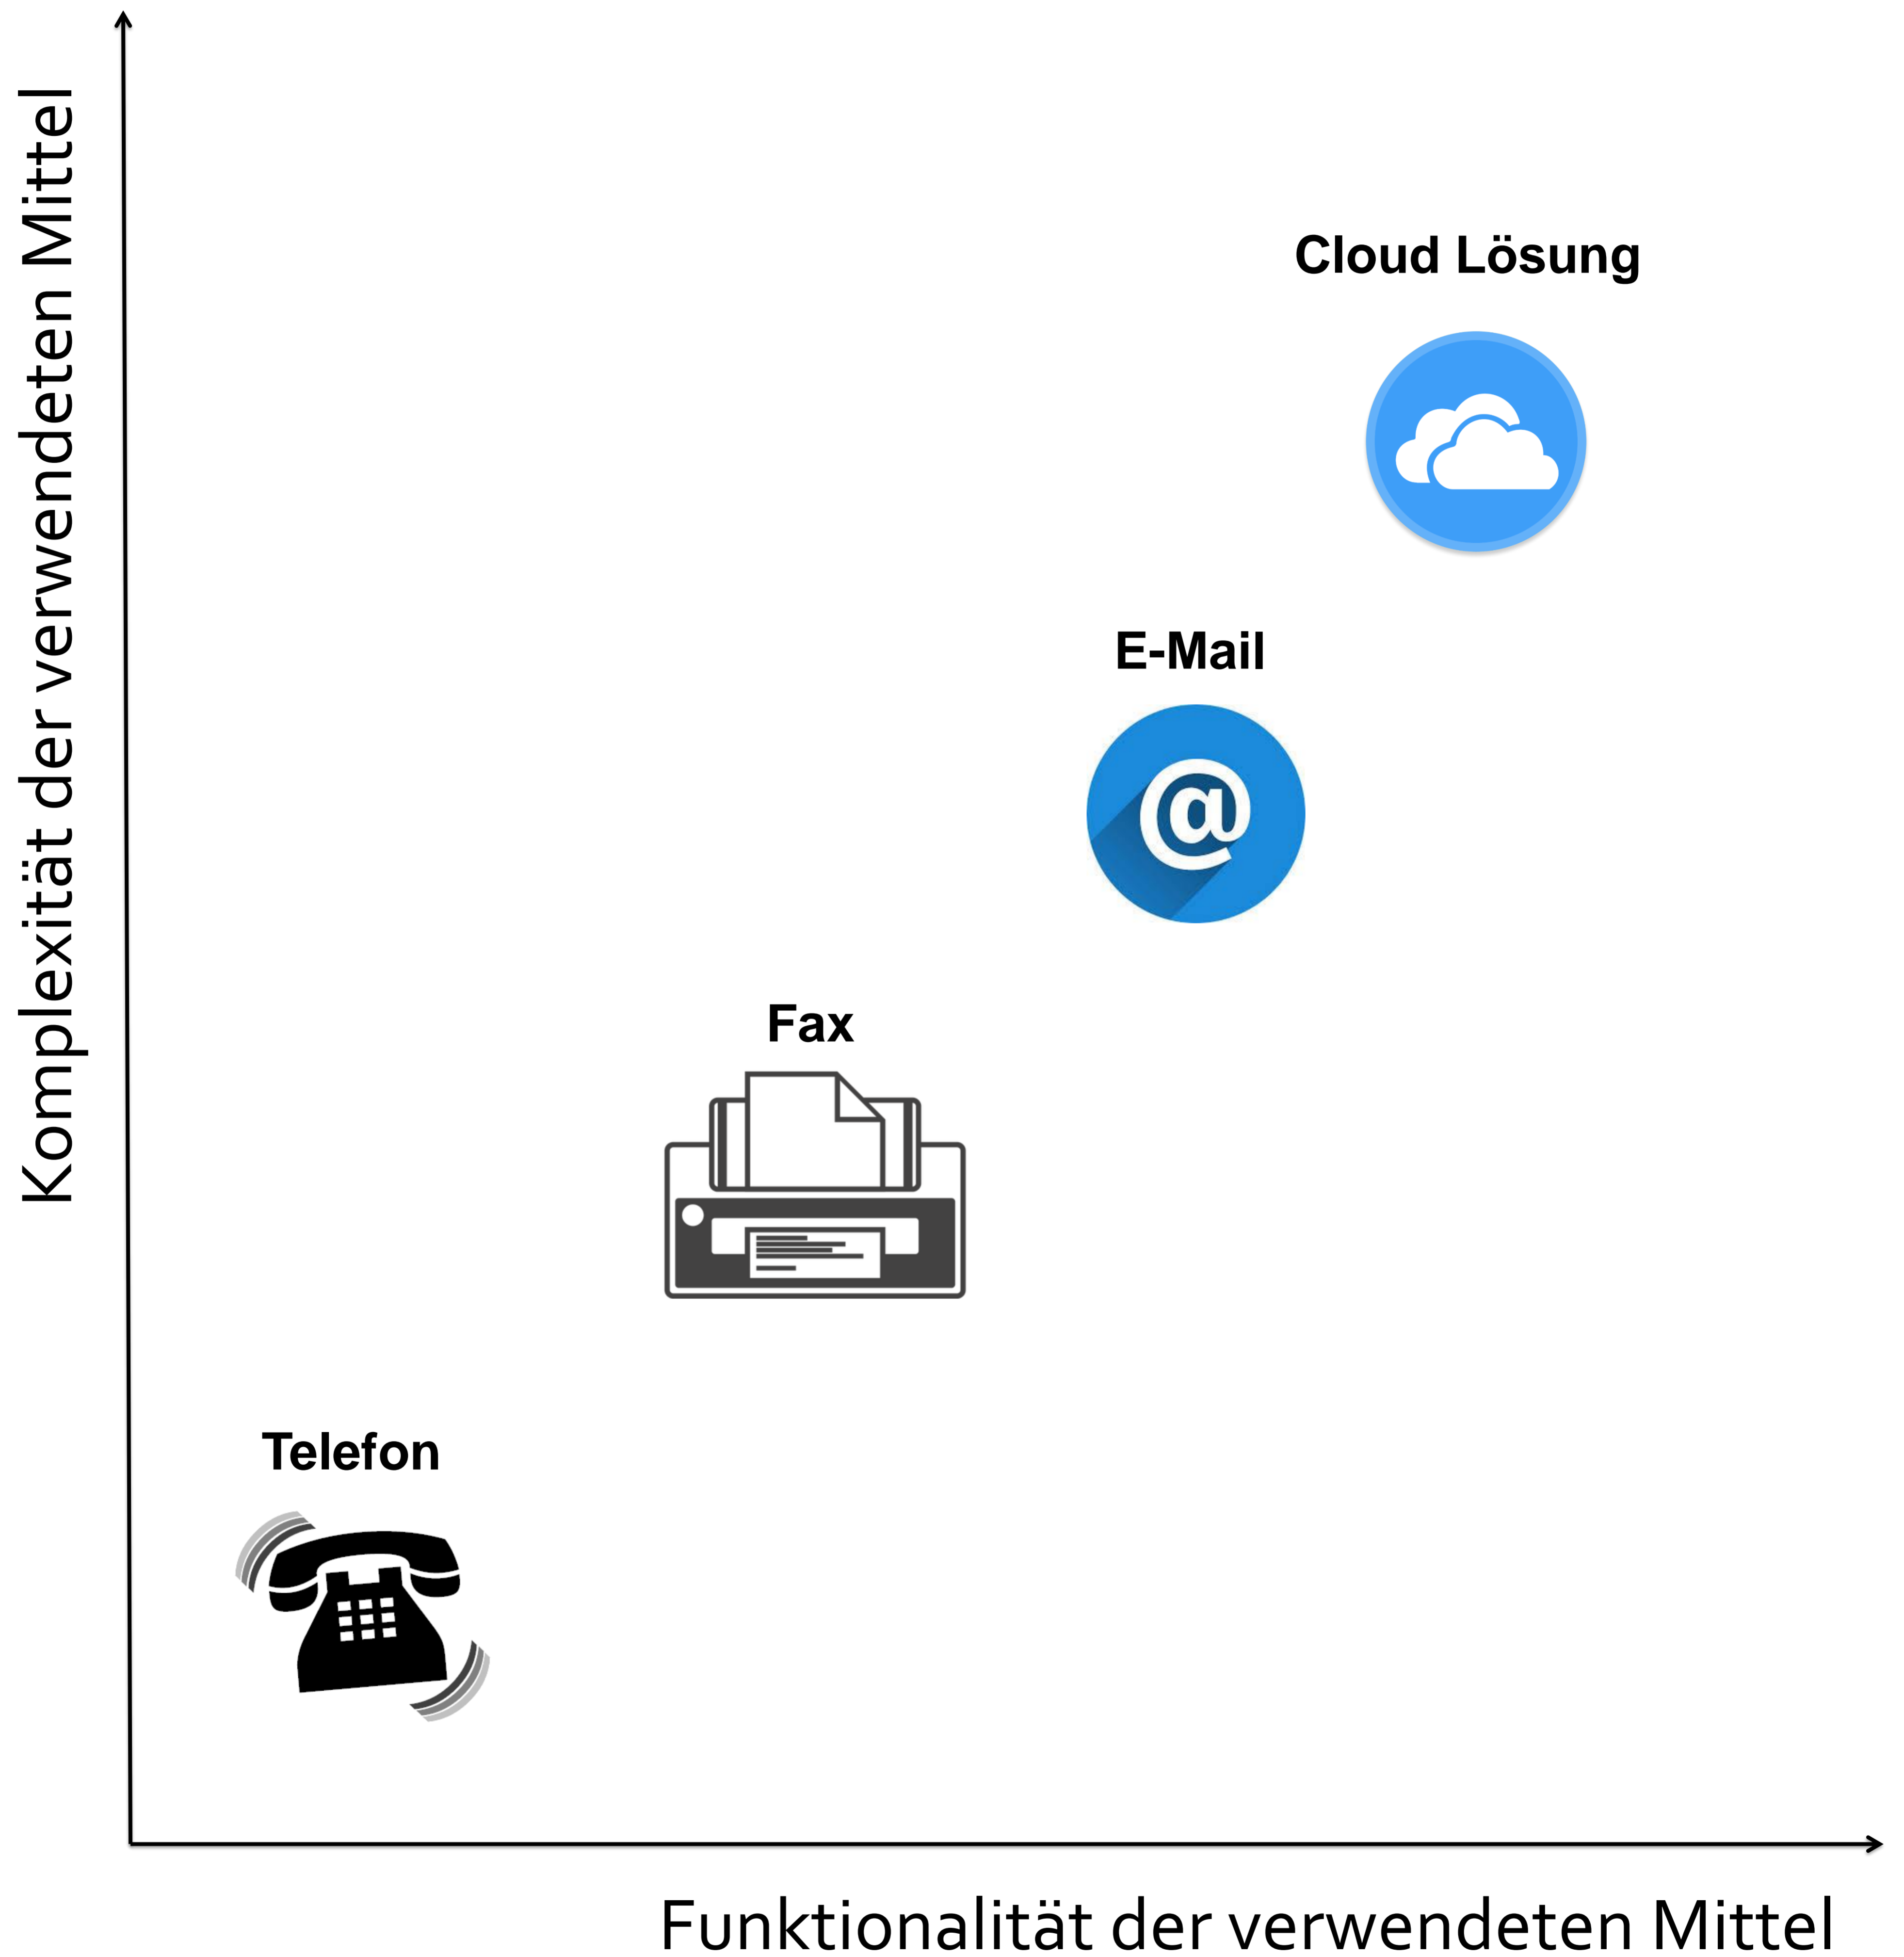 Komplexität der verwendeten Mittel
Cloud Lösung
E-Mail
@
Fax
Telefon
Funktionalität der verwendeten Mittel